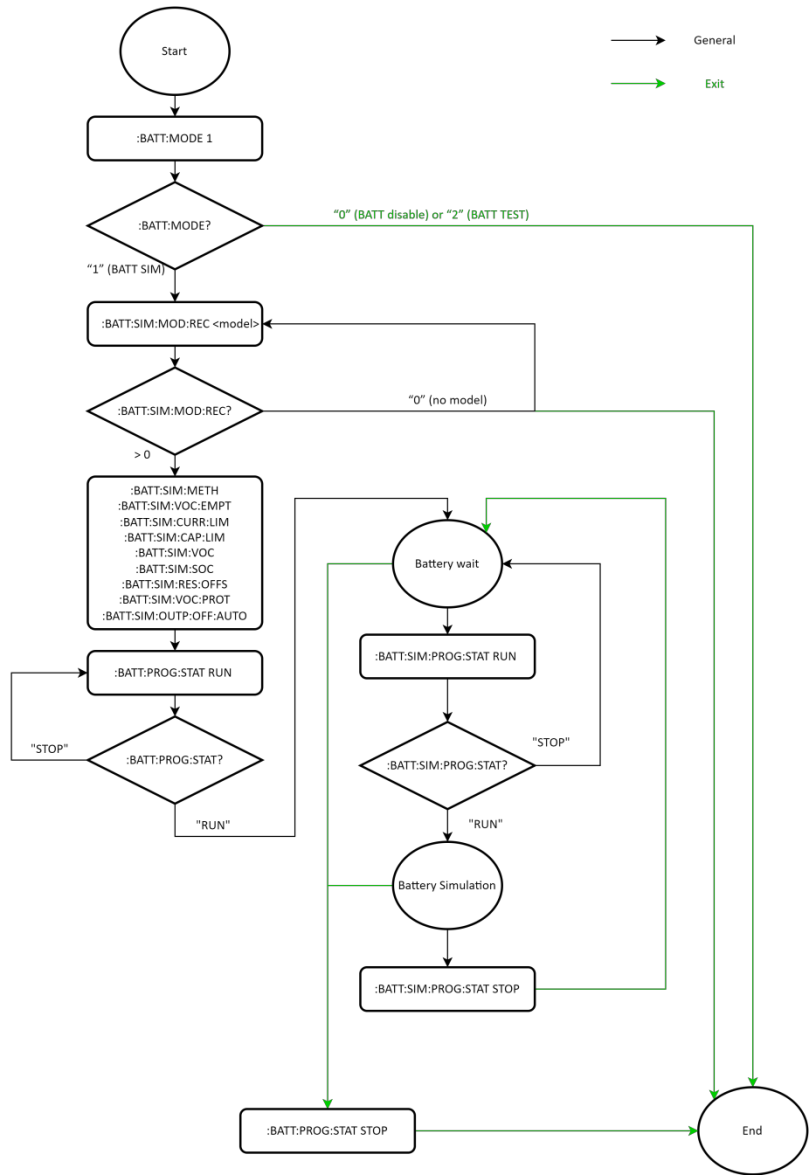 Start
General
Exit
:BATT:MODE 1
:BATT:MODE?
“0” (BATT disable) or “2” (BATT TEST)
“1” (BATT SIM)
:BATT:SIM:MOD:REC <model>
:BATT:SIM:MOD:REC?
“0” (no model)
> 0
:BATT:SIM:METH
:BATT:SIM:VOC:EMPT
:BATT:SIM:CURR:LIM
:BATT:SIM:CAP:LIM
:BATT:SIM:VOC
:BATT:SIM:SOC
:BATT:SIM:RES:OFFS
:BATT:SIM:VOC:PROT
:BATT:SIM:OUTP:OFF:AUTO
:BATT:PROG:STAT RUN
"STOP"
:BATT:PROG:STAT?
"RUN"
Battery wait
:BATT:SIM:PROG:STAT RUN
"STOP"
:BATT:SIM:PROG:STAT?
"RUN"
Battery Simulation
:BATT:SIM:PROG:STAT STOP
:BATT:PROG:STAT STOP
End